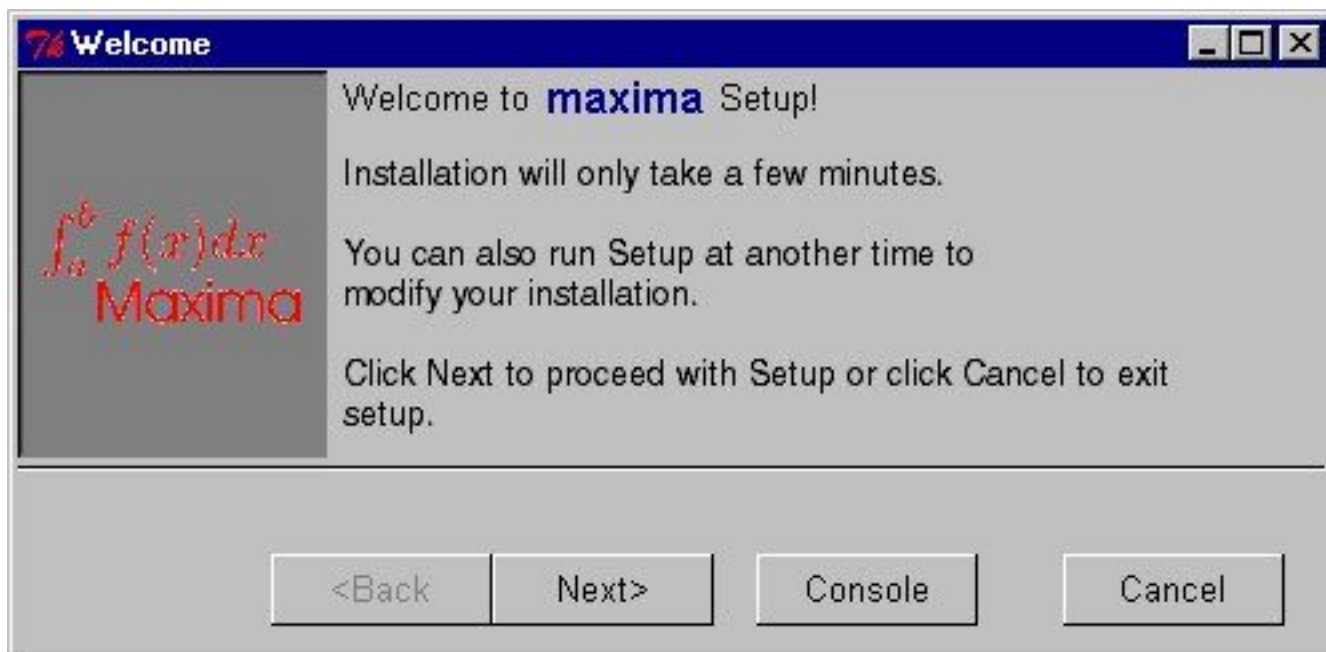 Welcome
Welcome to maxima Setup!
Installation will only take a few minutes.
You can also run Setup at another time to
modify your installation.
Click Next to proceed with Setup or click Cancel to exit
setup.
∫_a^b f(x)dx
Maxima
<Back
Next>
Console
Cancel